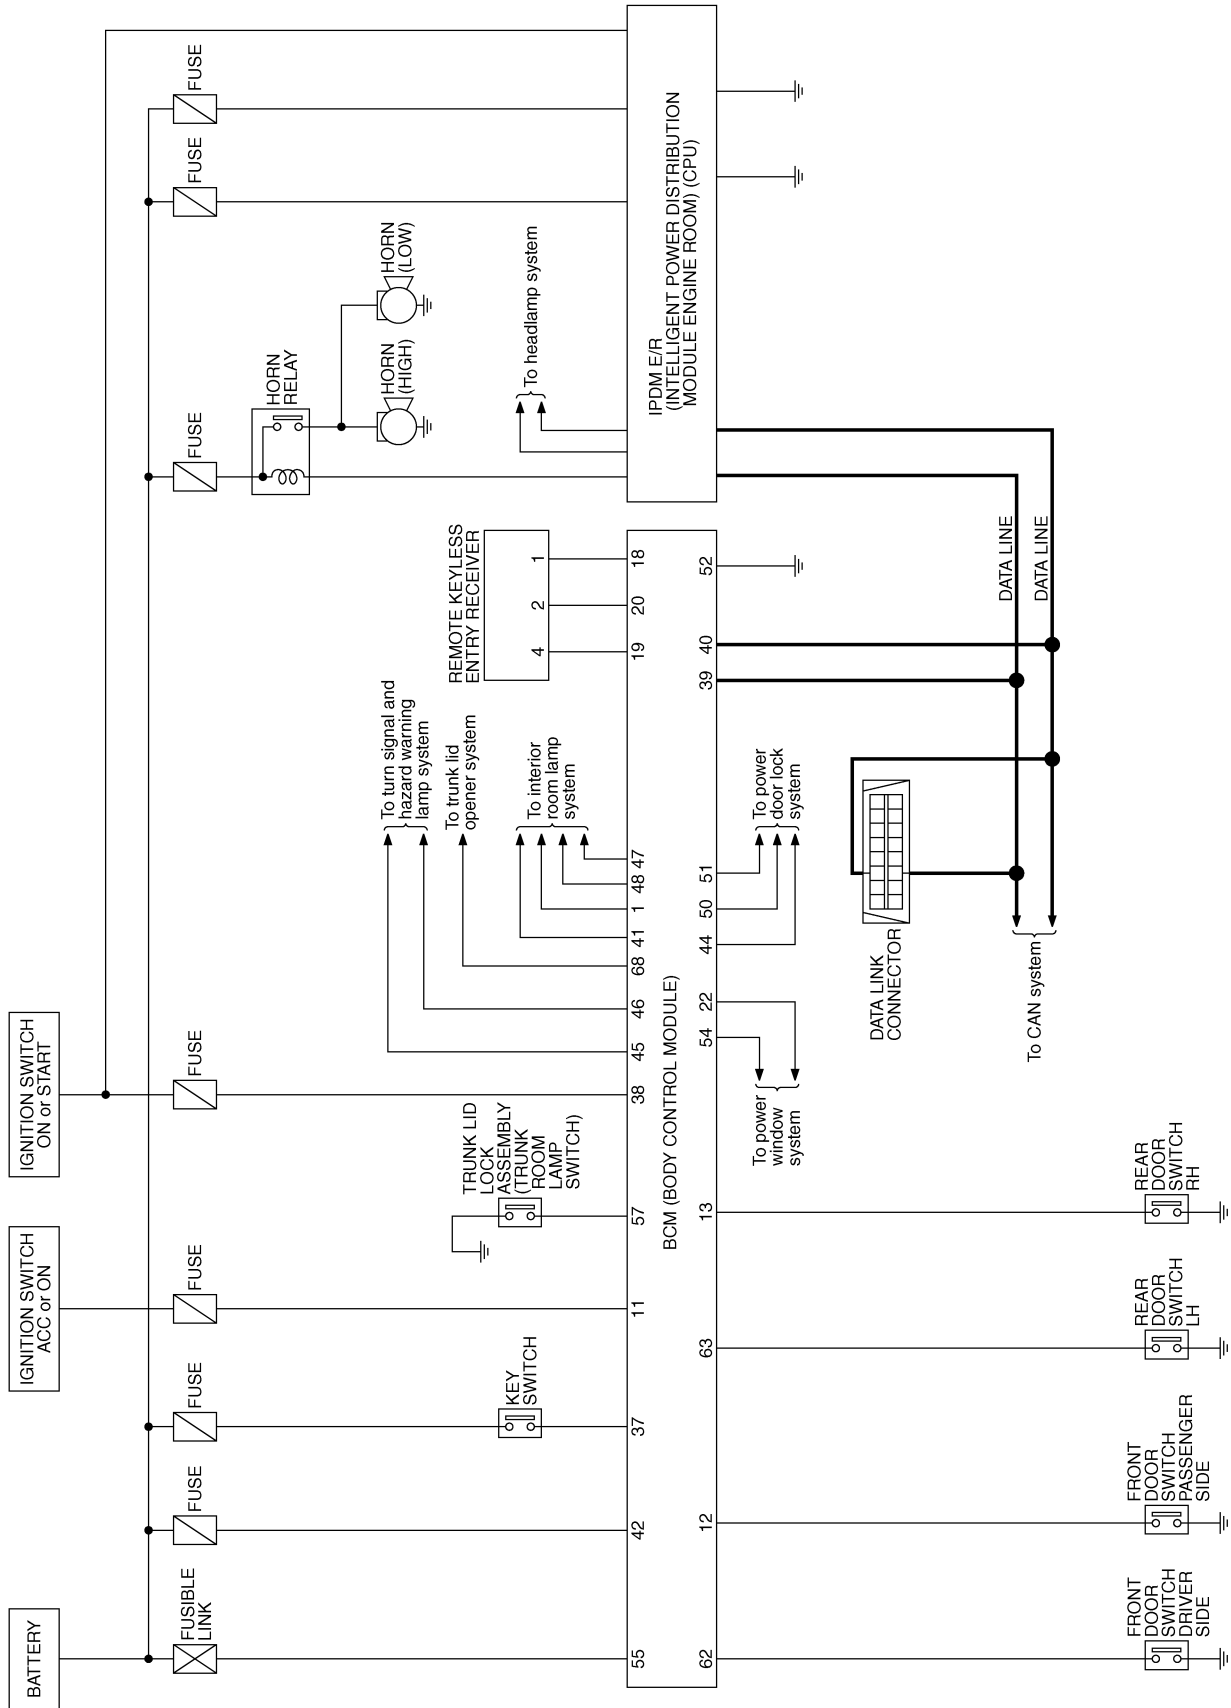 BATTERY
IGNITION SWITCH
ACC or ON
IGNITION SWITCH
ON or START
FUSIBLE
LINK
FUSE
FUSE
FUSE
FUSE
FUSE
FUSE
FUSE
HORN
RELAY
HORN
(HIGH)
HORN
(LOW)
KEY
SWITCH
TRUNK LID
LOCK
ASSEMBLY
(TRUNK
ROOM
LAMP
SWITCH)
To turn signal and
hazard warning
lamp system
To trunk lid
opener system
To interior
room lamp
system
REMOTE KEYLESS
ENTRY RECEIVER
4
2
1
To headlamp system
55
42
37
11
57
38
45
46
68
41
1
48
47
19
20
18
BCM (BODY CONTROL MODULE)
IPDM E/R
(INTELLIGENT POWER DISTRIBUTION
MODULE ENGINE ROOM) (CPU)
62
12
63
13
54
22
44
50
51
39
40
52
To power
window
system
To power
door lock
system
DATA LINK
CONNECTOR
DATA LINE
DATA LINE
To CAN system
FRONT
DOOR
SWITCH
DRIVER
SIDE
FRONT
DOOR
SWITCH
PASSENGER
SIDE
REAR
DOOR
SWITCH
LH
REAR
DOOR
SWITCH
RH